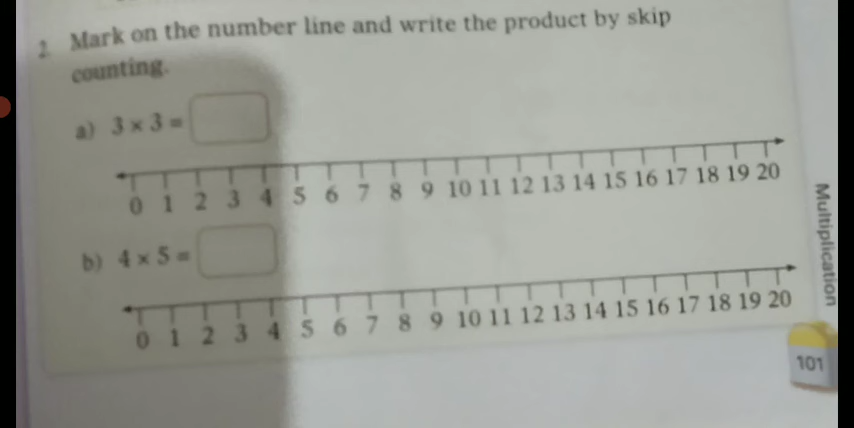 2. Mark on the number line and write the product by skip
counting.
a) 3 × 3 =
0 1 2 3 4 5 6 7 8 9 10 11 12 13 14 15 16 17 18 19 20
b) 4 × 5 =
0 1 2 3 4 5 6 7 8 9 10 11 12 13 14 15 16 17 18 19 20
Multiplication
101